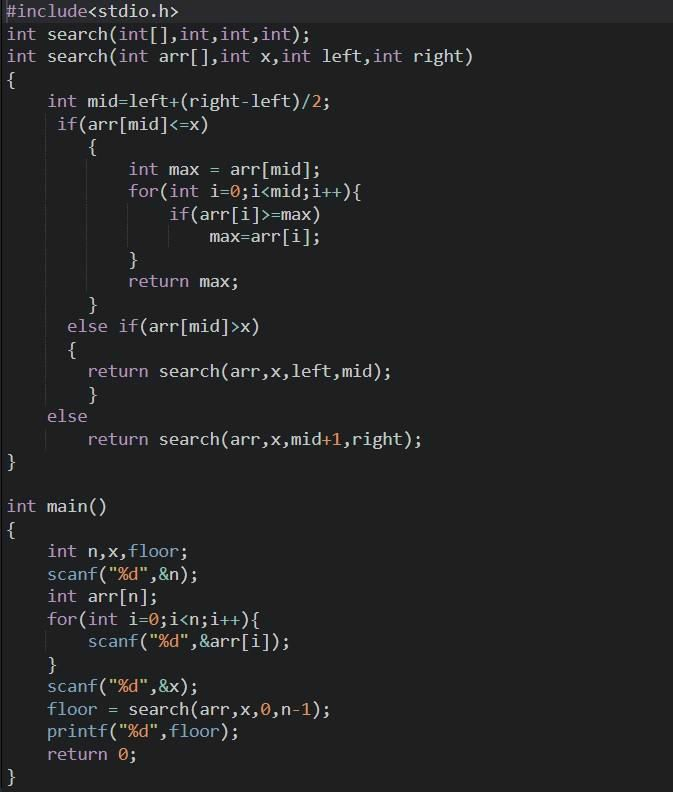 #include<stdio.h>
int search(int[],int,int,int);
int search(int arr[],int x,int left,int right)
{
    int mid=left+(right-left)/2;
     if(arr[mid]<=x)
        {
            int max = arr[mid];
            for(int i=0;i<mid;i++){
                if(arr[i]>=max)
                    max=arr[i];
            }
            return max;
        }
      else if(arr[mid]>x)
      {
        return search(arr,x,left,mid);
        }
    else
        return search(arr,x,mid+1,right);
}

int main()
{
    int n,x,floor;
    scanf("%d",&n);
    int arr[n];
    for(int i=0;i<n;i++){
        scanf("%d",&arr[i]);
    }
    scanf("%d",&x);
    floor = search(arr,x,0,n-1);
    printf("%d",floor);
    return 0;
}